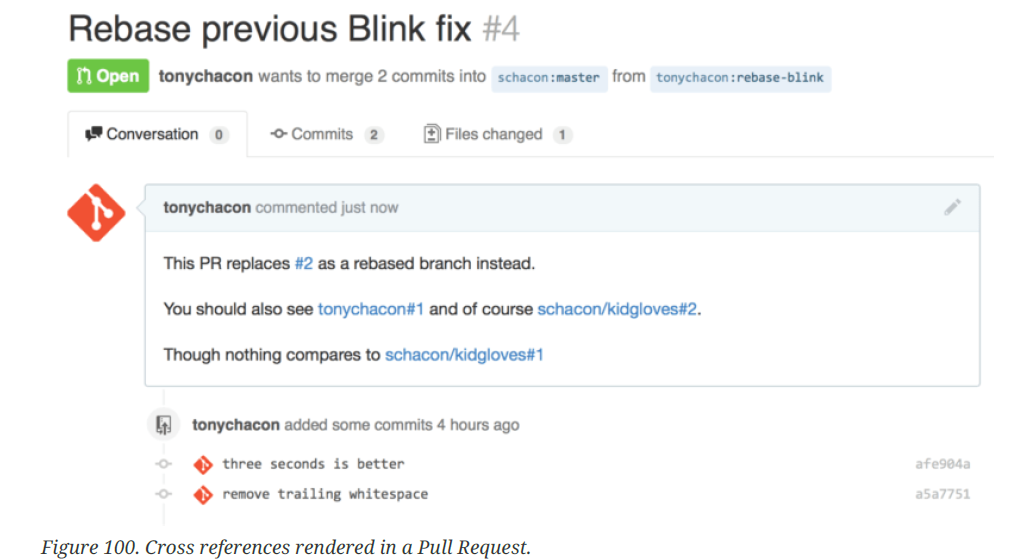 Rebase previous Blink fix #4
Open tonychacon wants to merge 2 commits into schacon:master from tonychacon:rebase-blink
Conversation 0 Commits 2 Files changed 1
tonychacon commented just now
This PR replaces #2 as a rebased branch instead.
You should also see tonychacon#1 and of course schacon/kidgloves#2.
Though nothing compares to schacon/kidgloves#1
tonychacon added some commits 4 hours ago
three seconds is better afe904a
remove trailing whitespace a5a7751
Figure 100. Cross references rendered in a Pull Request.